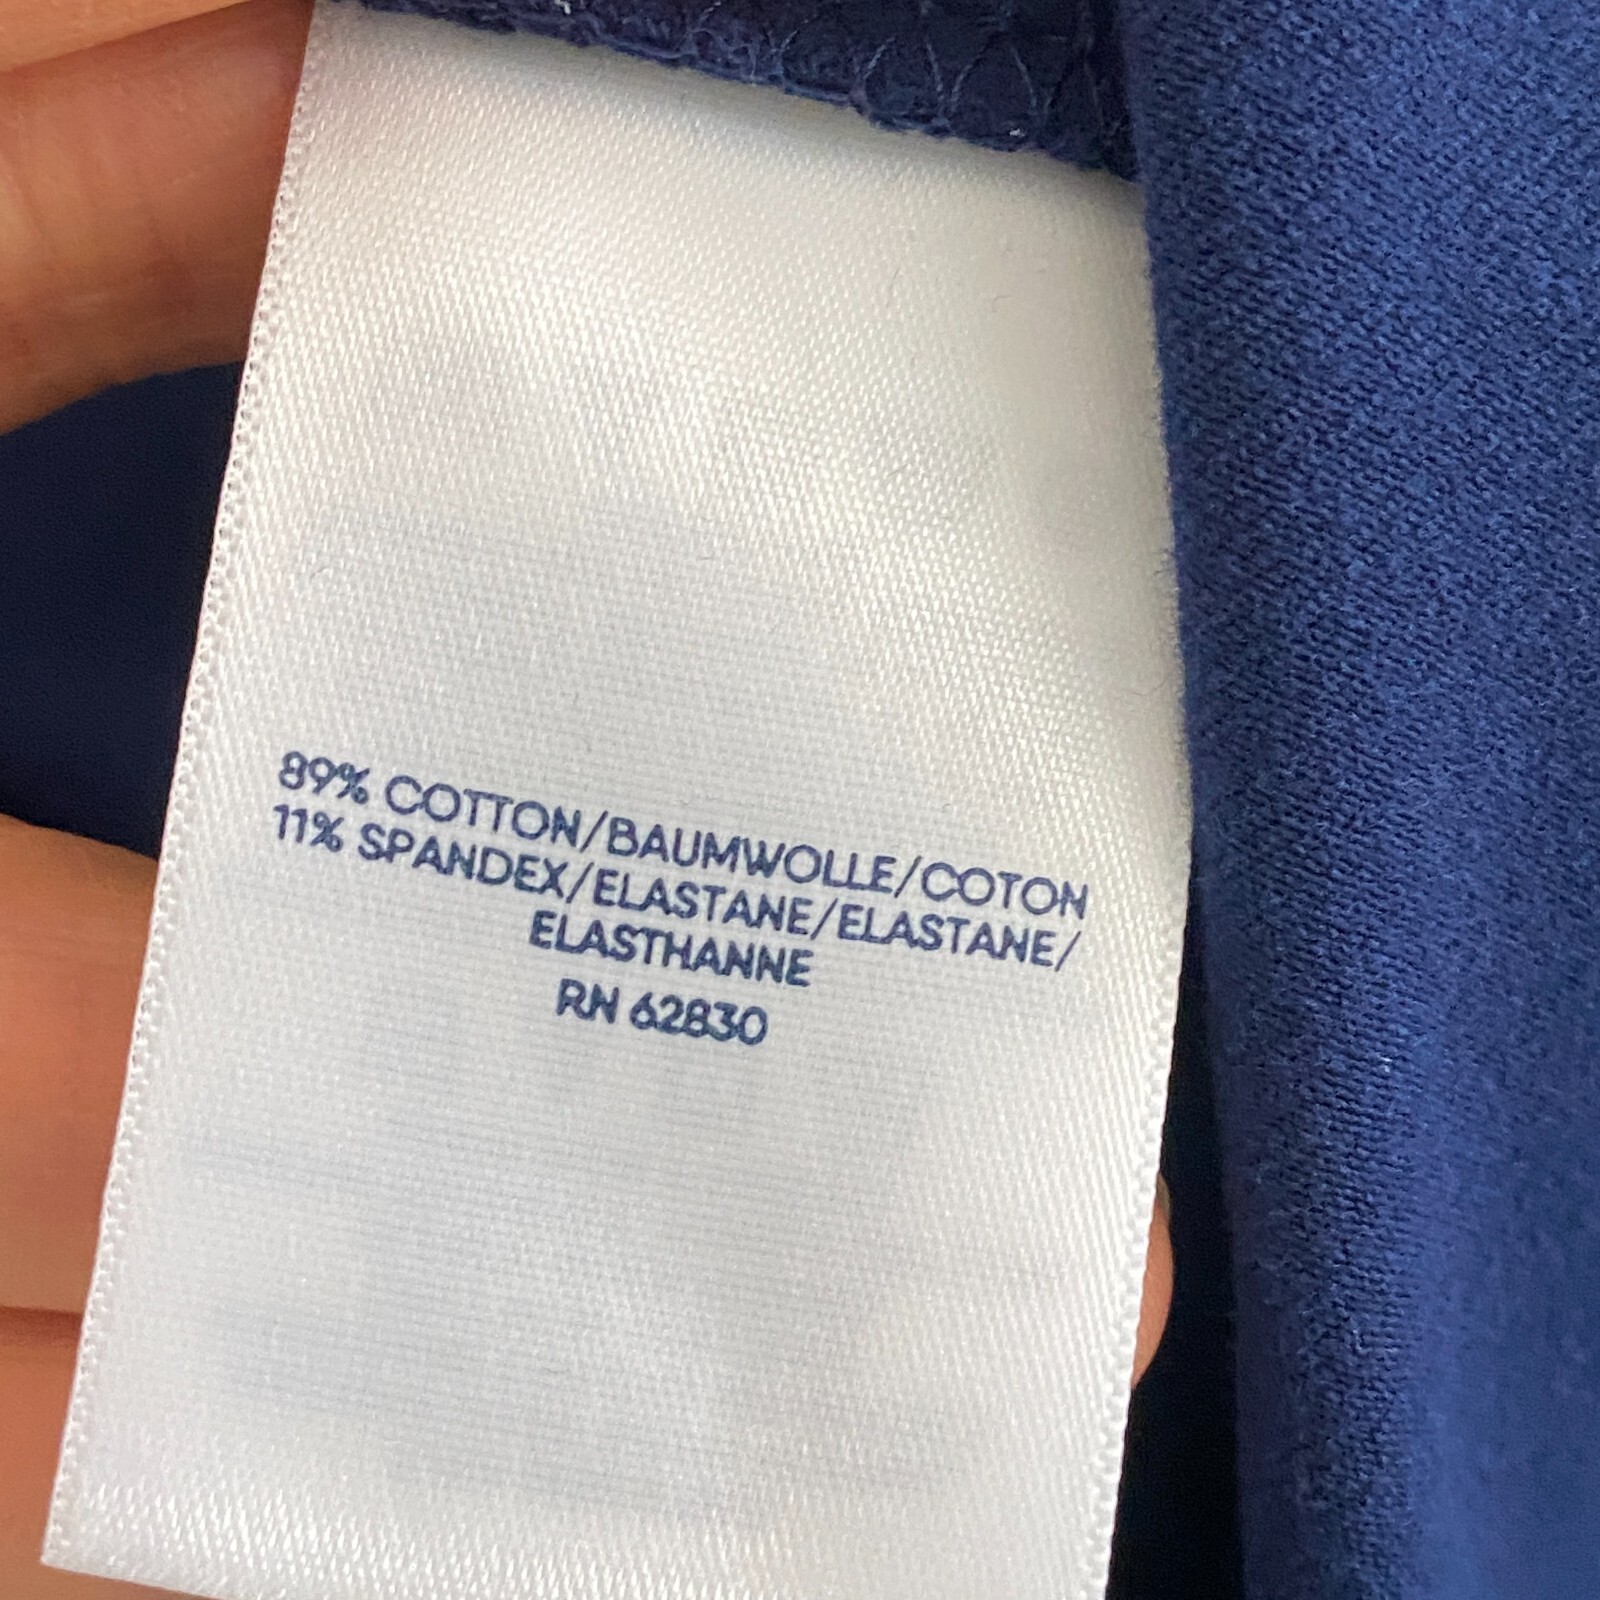 89% COTTON/BAUMWOLLE/COTON
11% SPANDEX/ELASTANE/ELASTANE/
ELASTHANNE
RN 62830